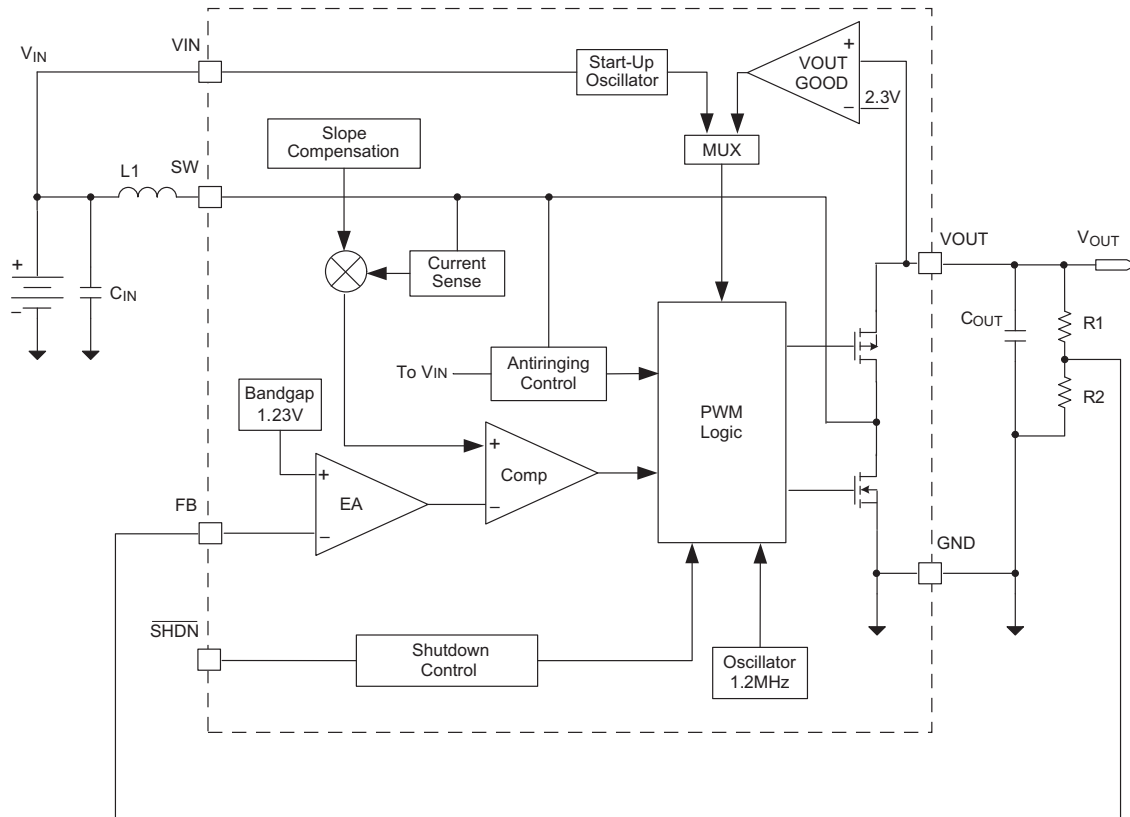 VIN
VIN
Start-Up
Oscillator
+
VOUT
GOOD
−
2.3V
Slope
Compensation
MUX
L1
SW
Current
Sense
VOUT
VOUT
+
−
CIN
COUT
R1
R2
To VIN
Antiringing
Control
PWM
Logic
Bandgap
1.23V
+
EA
−
+
Comp
−
FB
GND
SHDN
Shutdown
Control
Oscillator
1.2MHz